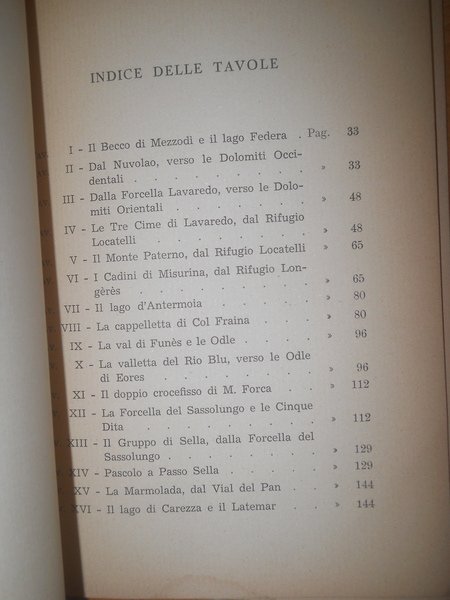 INDICE DELLE TAVOLE
I - Il Becco di Mezzodì e il lago Federa . Pag. 33
II - Dal Nuvolao, verso le Dolomiti Occi-
dentali . . . . . . . . » 33
III - Dalla Forcella Lavaredo, verso le Dolo-
miti Orientali . . . . . . . » 48
IV - Le Tre Cime di Lavaredo, dal Rifugio
Locatelli . . . . . . . . » 48
V - Il Monte Paterno, dal Rifugio Locatelli » 65
VI - I Cadini di Misurina, dal Rifugio Lon-
gères . . . . . . . . » 65
VII - Il lago d'Antermoia . . . . . » 80
VIII - La cappelletta di Col Fraina . . . » 80
IX - La val di Funès e le Odle . . . . » 96
X - La valletta del Rio Blu, verso le Odle
di Eores . . . . . . . » 96
XI - Il doppio crocefisso di M. Forca . . » 112
XII - La Forcella del Sassolungo e le Cinque
Dita . . . . . . . . » 112
XIII - Il Gruppo di Sella, dalla Forcella del
Sassolungo . . . . . . . » 129
XIV - Pascolo a Passo Sella . . . . . » 129
XV - La Marmolada, dal Vial del Pan . . » 144
XVI - Il lago di Carezza e il Latemar . . » 144